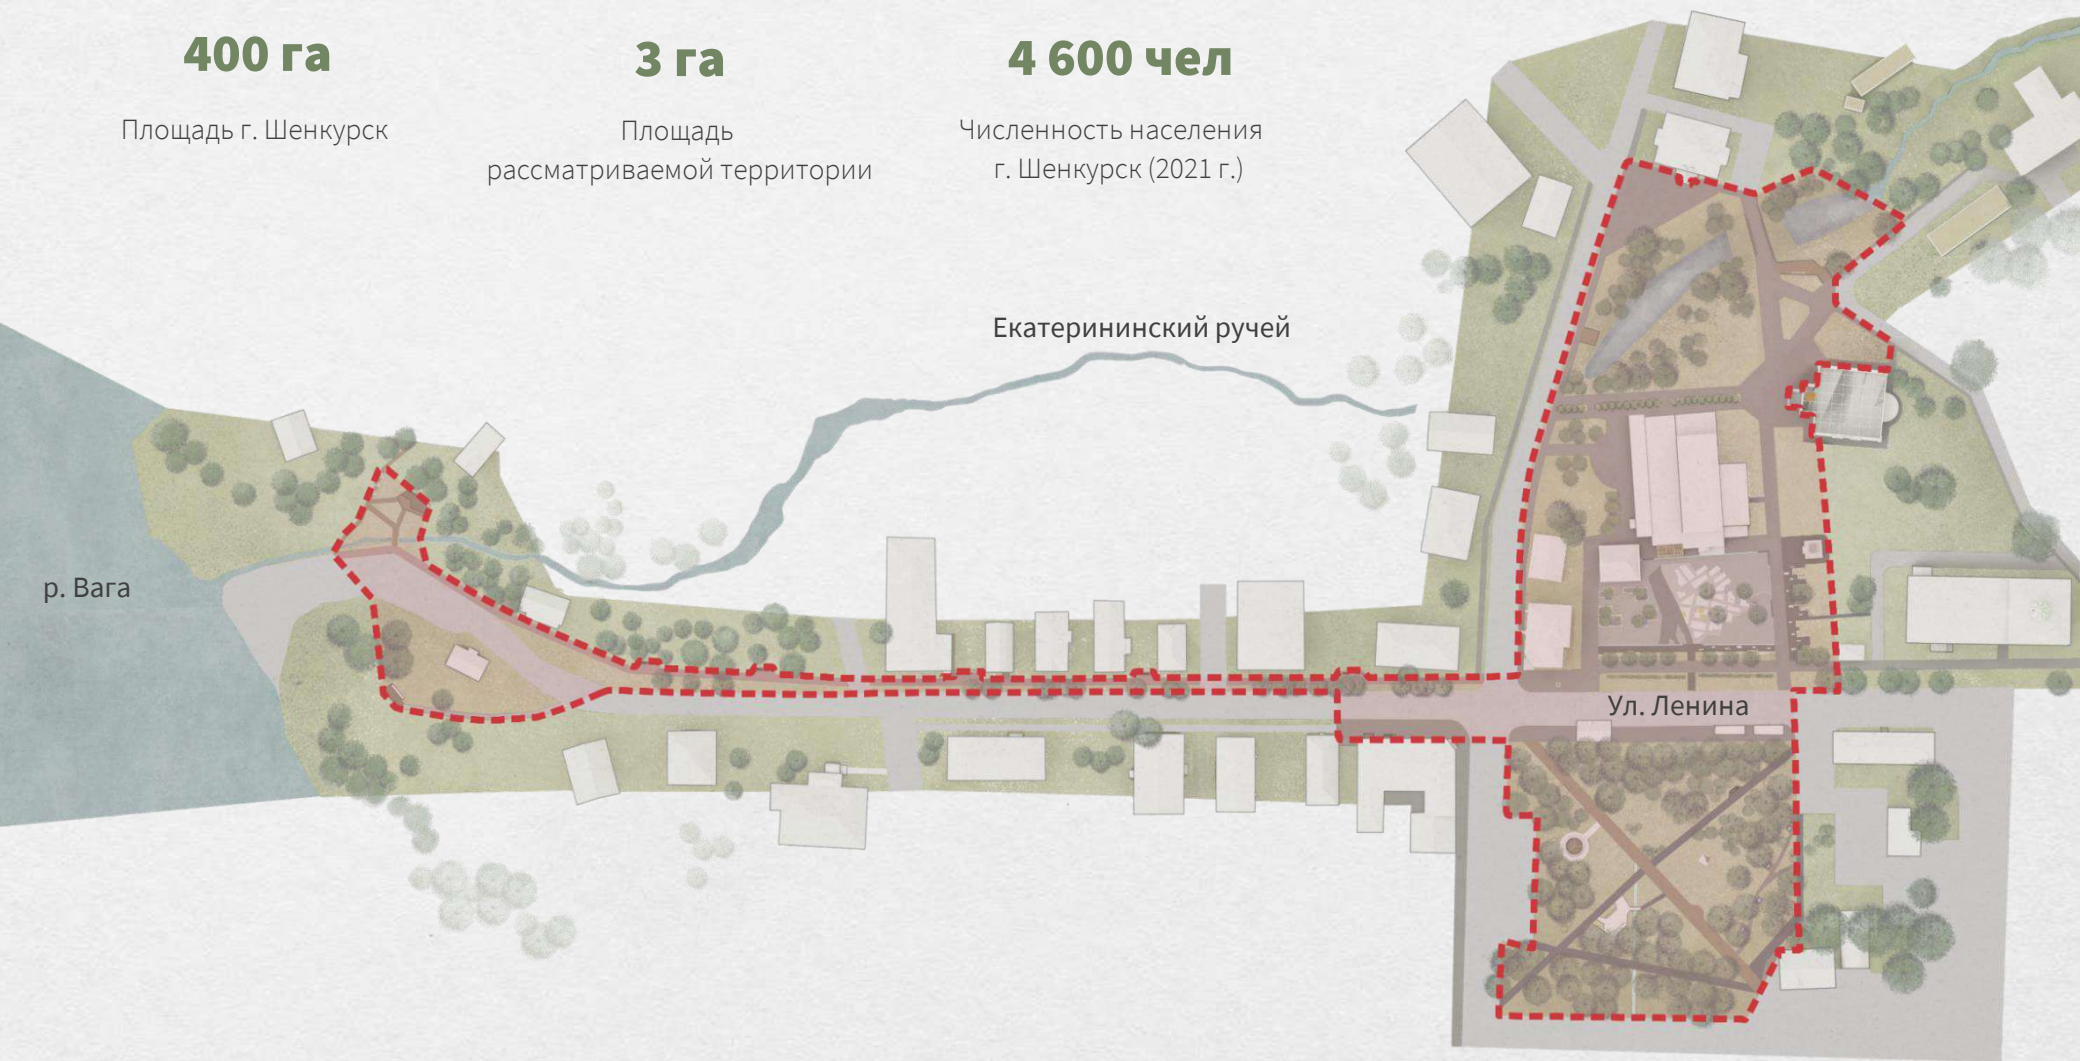 400 га
Площадь г. Шенкурск
3 га
Площадь
рассматриваемой территории
4 600 чел
Численность населения
г. Шенкурск (2021 г.)
Екатерининский ручей
р. Вага
Ул. Ленина